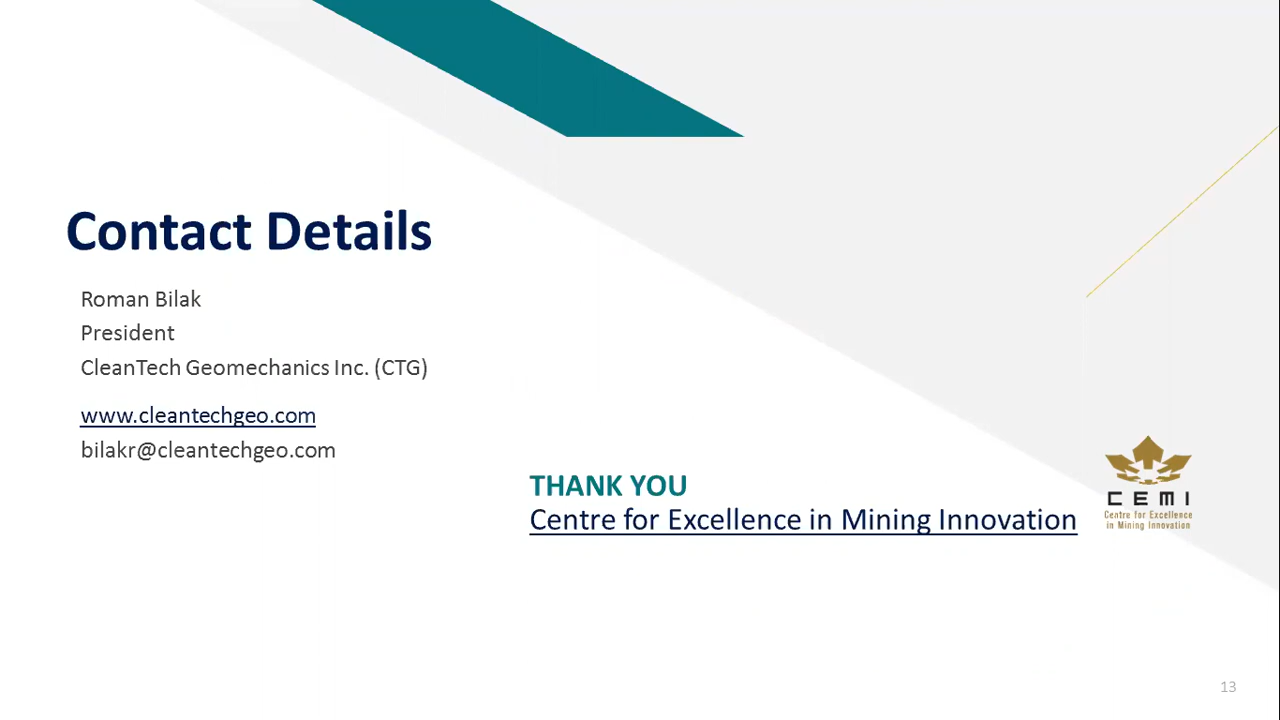 Contact Details
Roman Bilak
President
CleanTech Geomechanics Inc. (CTG)
www.cleantechgeo.com
bilakr@cleantechgeo.com
THANK YOU
Centre for Excellence in Mining Innovation
CEMI
Centre for Excellence
in Mining Innovation
13